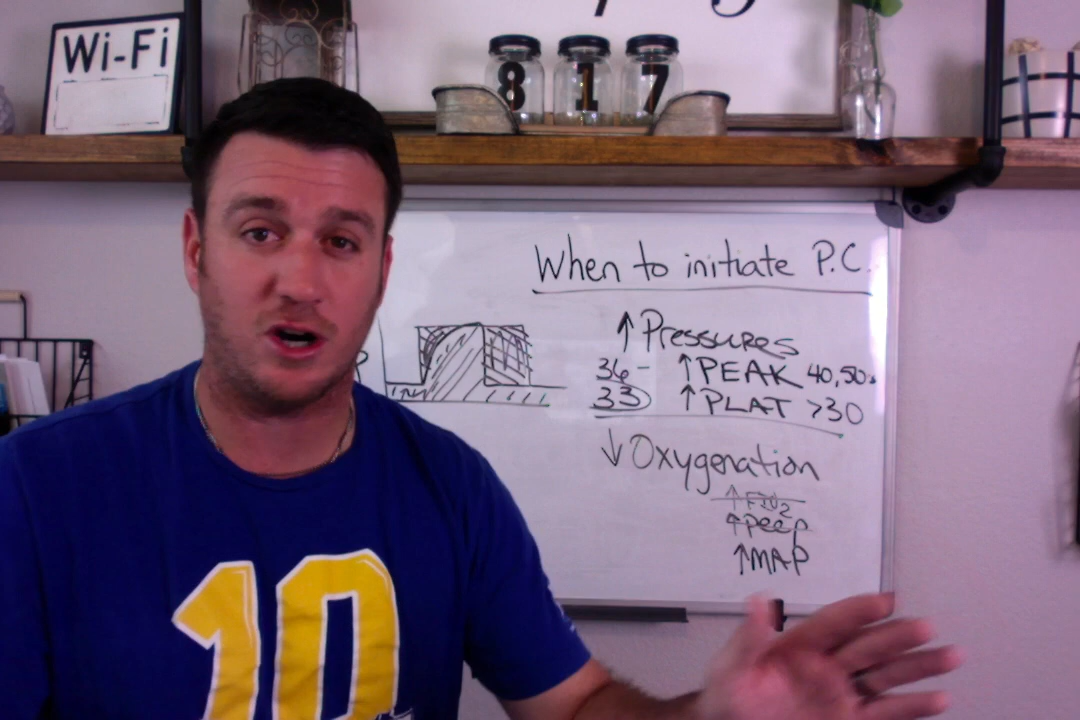 Wi-Fi
8 1 7
When to initiate P.C.
↑ Pressures
36 - ↑ PEAK 40,50s
33 ↑ PLAT >30
↓ Oxygenation
↑ FIO2
↑ Peep
↑ MAP
10